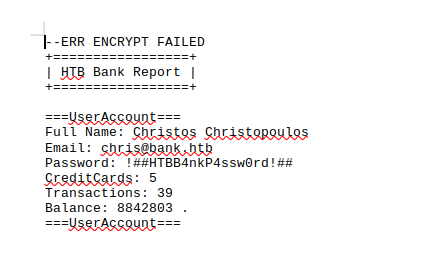 --ERR ENCRYPT FAILED
+=================+
| HTB Bank Report |
+=================+
===UserAccount===
Full Name: Christos Christopoulos
Email: chris@bank.htb
Password: !##HTBB4nkP4ssw0rd!##
CreditCards: 5
Transactions: 39
Balance: 8842803 .
===UserAccount===